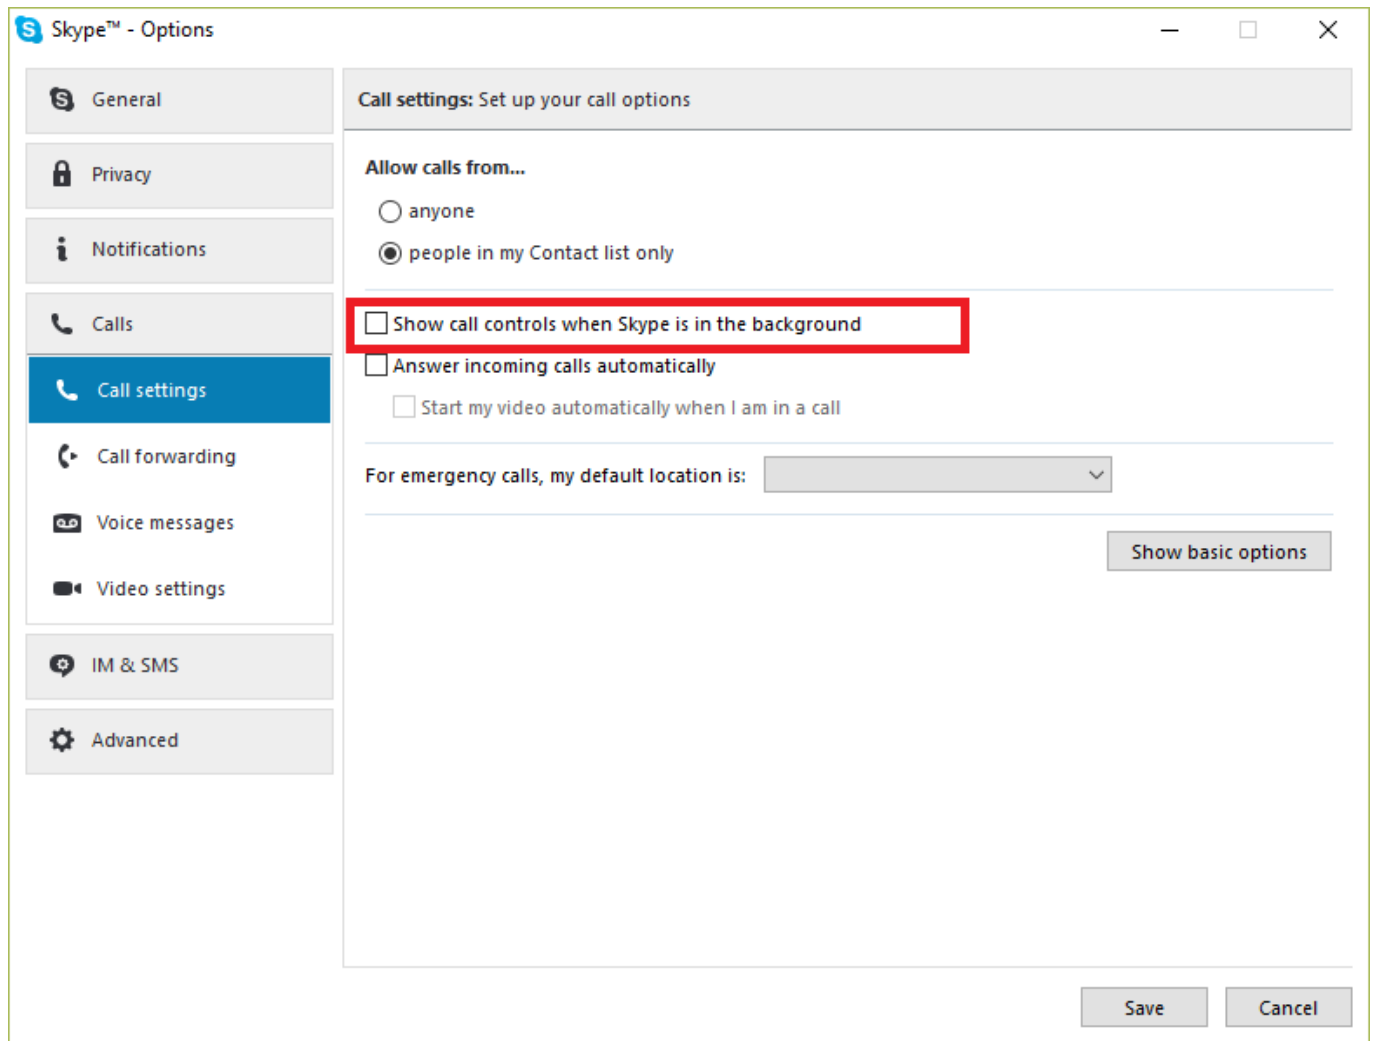 Skype™ - Options
General
Privacy
Notifications
Calls
Call settings
Call forwarding
Voice messages
Video settings
IM & SMS
Advanced
Call settings: Set up your call options
Allow calls from...
anyone
people in my Contact list only
Show call controls when Skype is in the background
Answer incoming calls automatically
Start my video automatically when I am in a call
For emergency calls, my default location is:
Show basic options
Save
Cancel